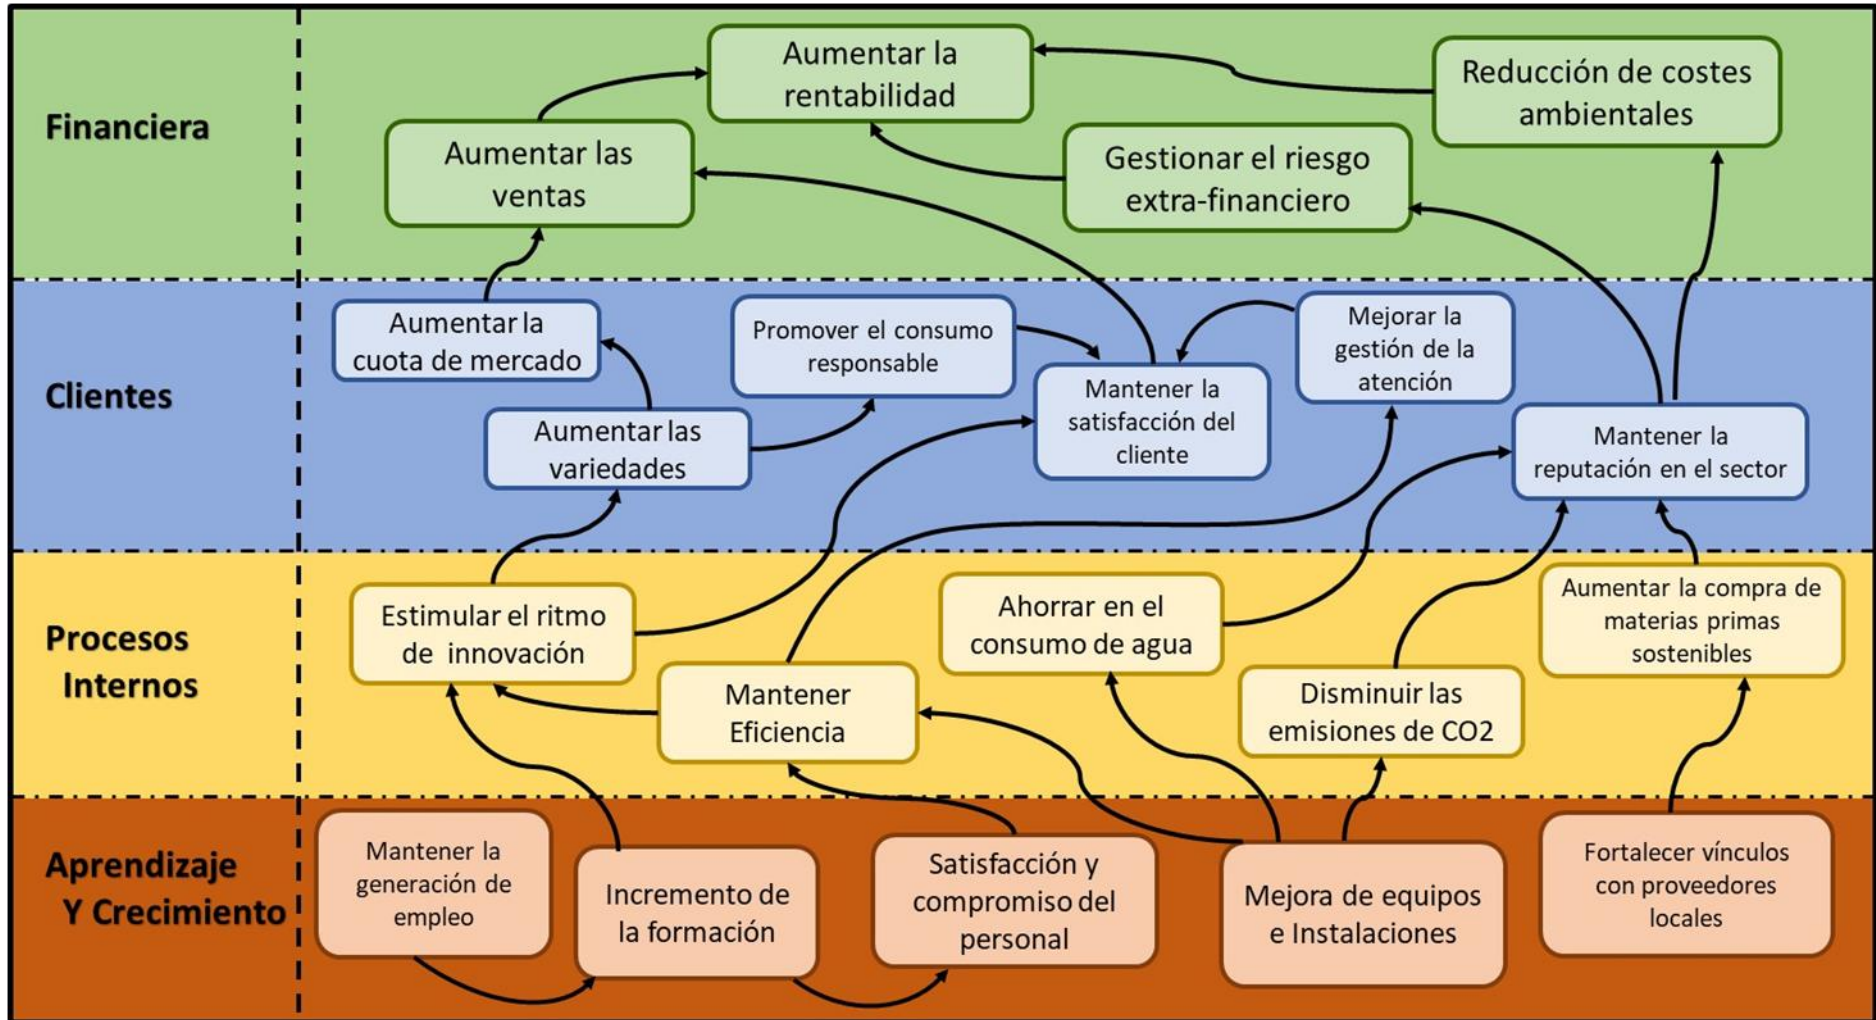 Financiera
Aumentar la
rentabilidad
Reducción de costes
ambientales
Aumentar las
ventas
Gestionar el riesgo
extra-financiero
Clientes
Aumentar la
cuota de mercado
Promover el consumo
responsable
Mejorar la
gestión de la
atención
Mantener la
satisfacción del
cliente
Aumentar las
variedades
Mantener la
reputación en el sector
Procesos
Internos
Estimular el ritmo
de innovación
Ahorrar en el
consumo de agua
Aumentar la compra de
materias primas
sostenibles
Mantener
Eficiencia
Disminuir las
emisiones de CO2
Aprendizaje
Y Crecimiento
Mantener la
generación de
empleo
Incremento de
la formación
Satisfacción y
compromiso del
personal
Mejora de equipos
e Instalaciones
Fortalecer vínculos
con proveedores
locales